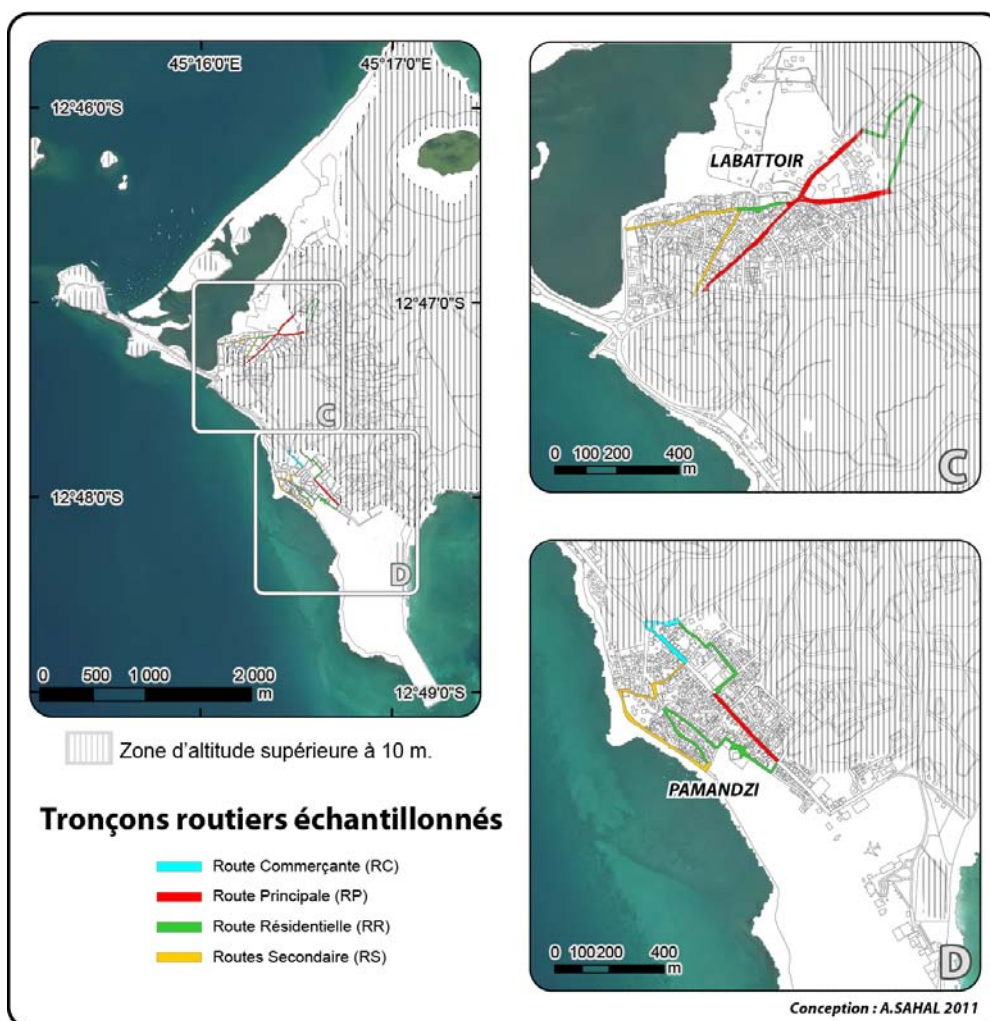 45°16'0"E
45°17'0"E
12°46'0"S
12°47'0"S
12°48'0"S
12°49'0"S
C
D
0 500 1 000 2 000
m
Zone d'altitude supérieure à 10 m.
Tronçons routiers échantillonnés
Route Commerçante (RC)
Route Principale (RP)
Route Résidentielle (RR)
Routes Secondaire (RS)
LABATTOIR
0 100 200 400
m
C
PAMANDZI
0 100 200 400
m
D
Conception : A.SAHAL 2011